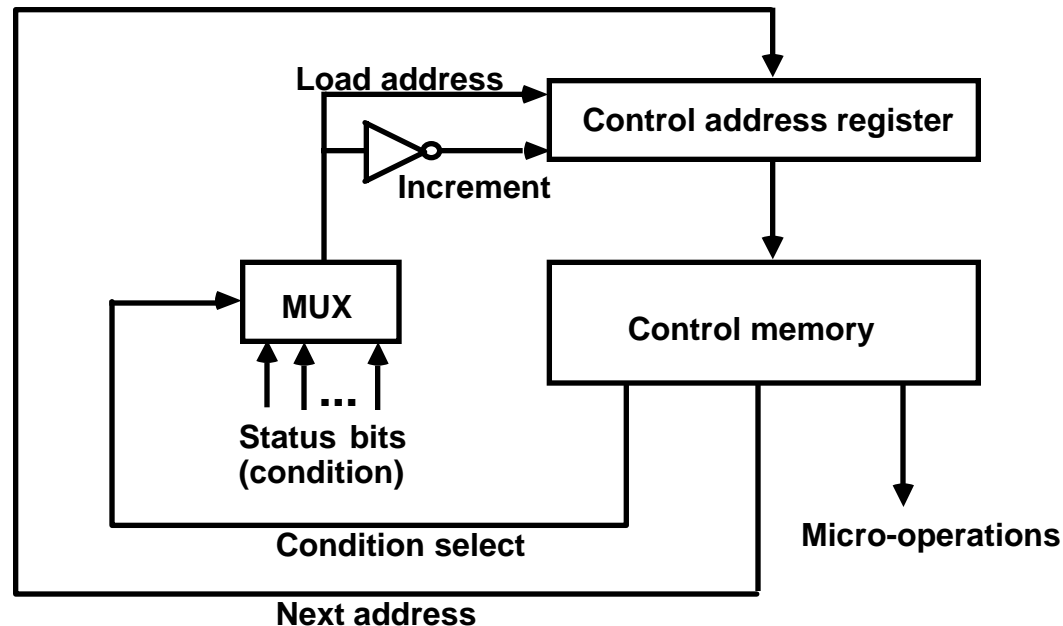 Load address
Control address register
Increment
MUX
Control memory
...
Status bits
(condition)
Micro-operations
Condition select
Next address